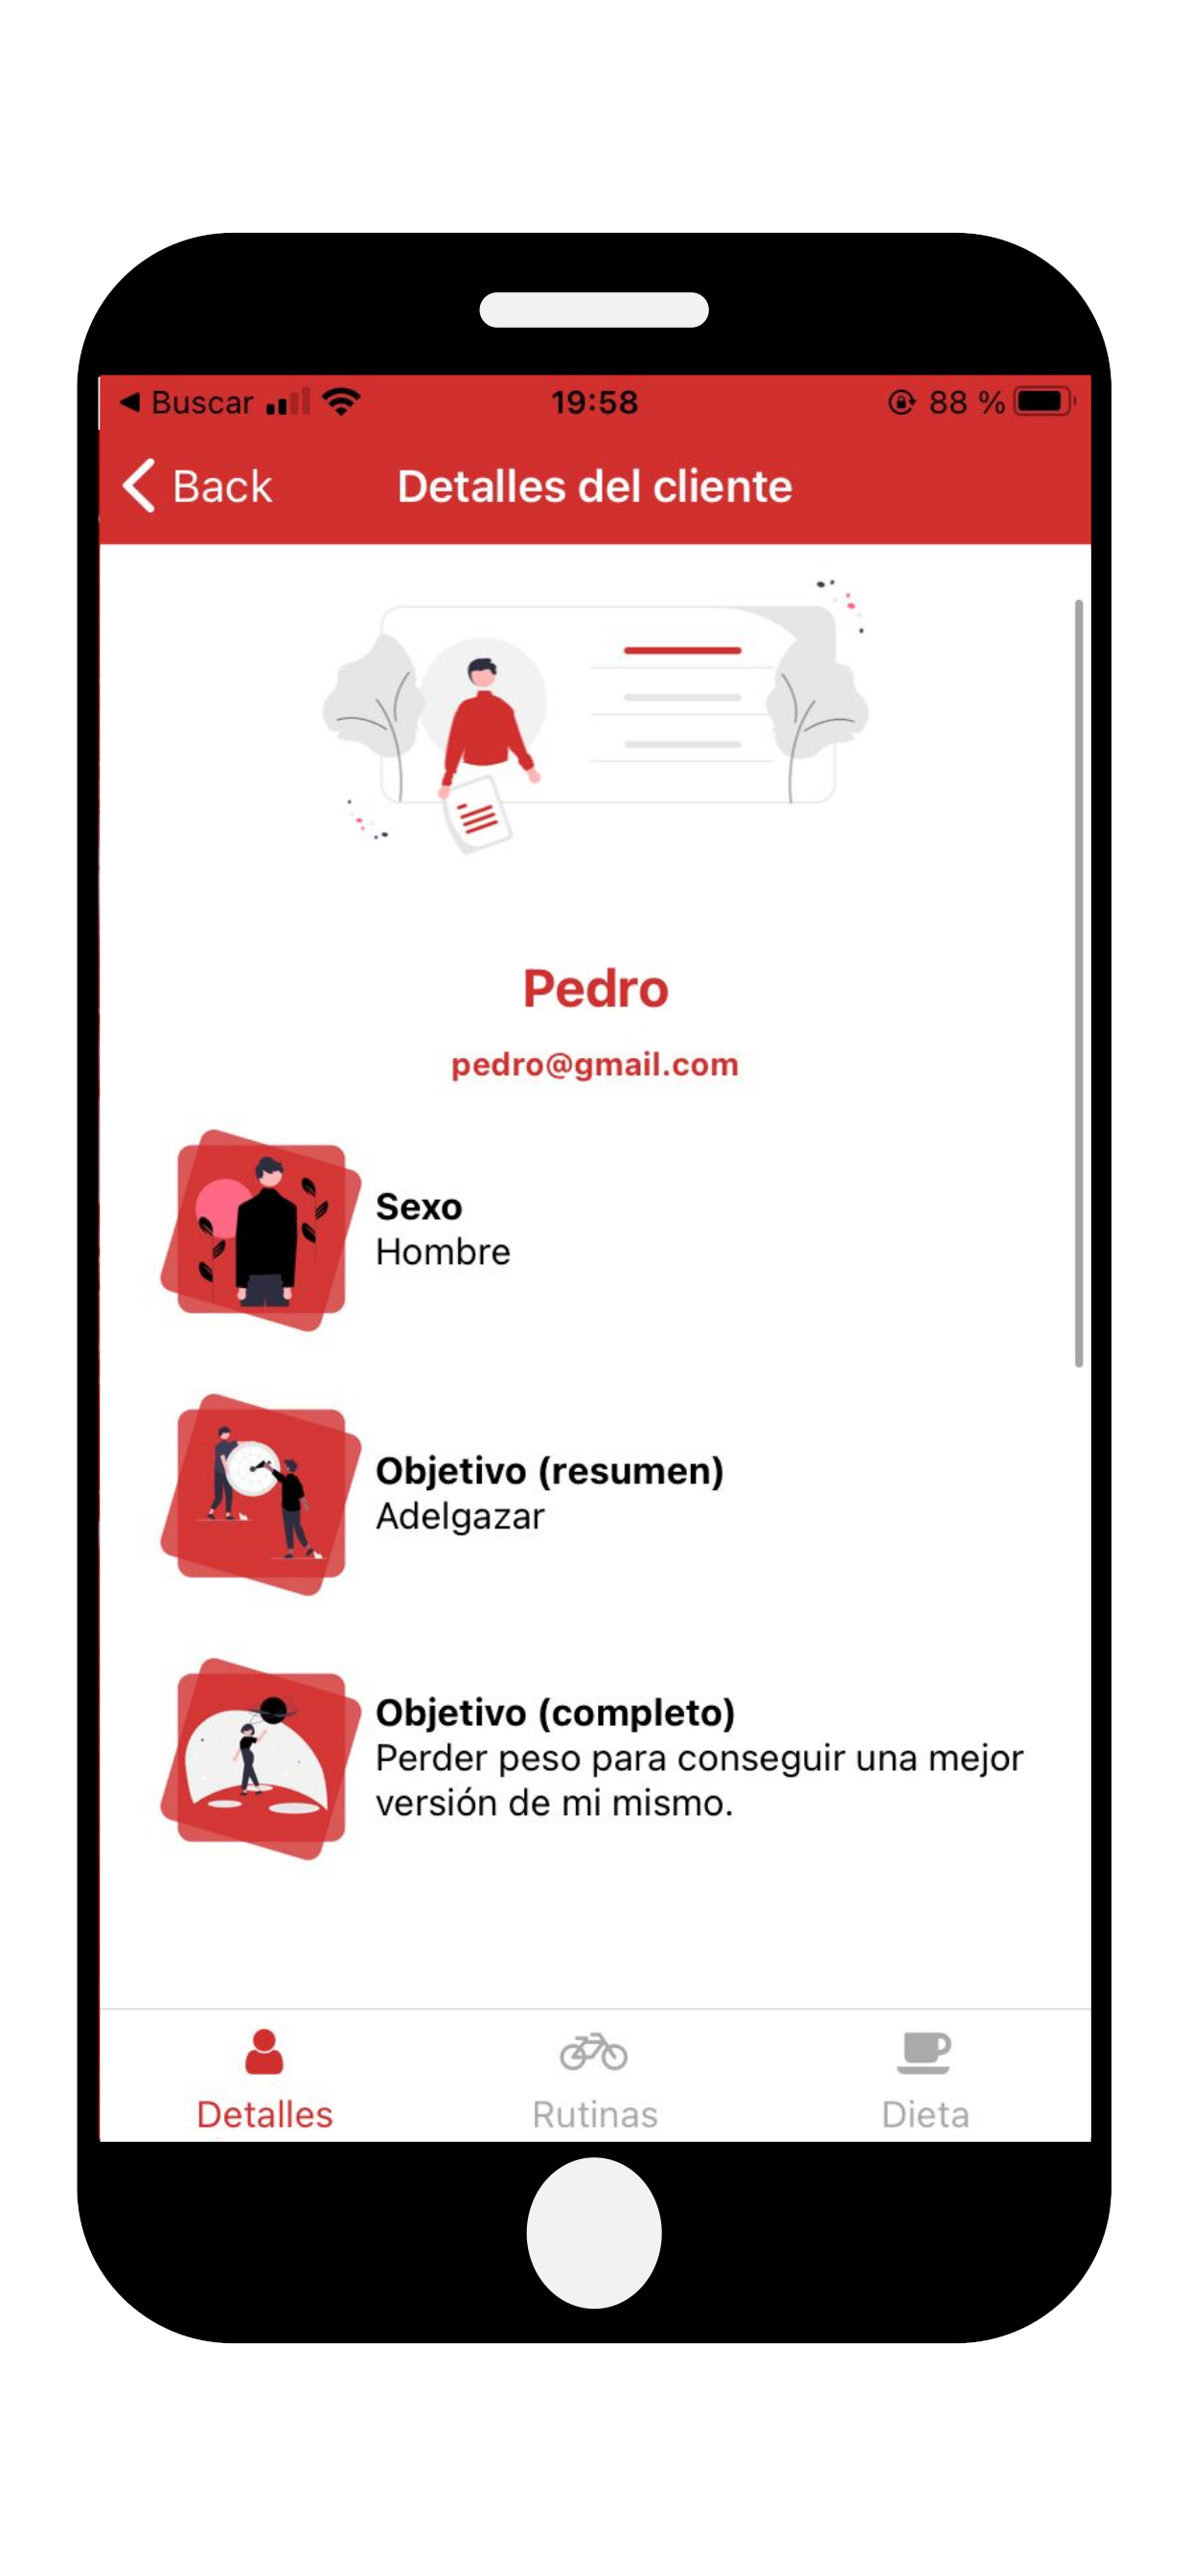 Buscar 19:58 88 %
Back Detalles del cliente
Pedro
pedro@gmail.com
Sexo
Hombre
Objetivo (resumen)
Adelgazar
Objetivo (completo)
Perder peso para conseguir una mejor
versión de mi mismo.
Detalles Rutinas Dieta